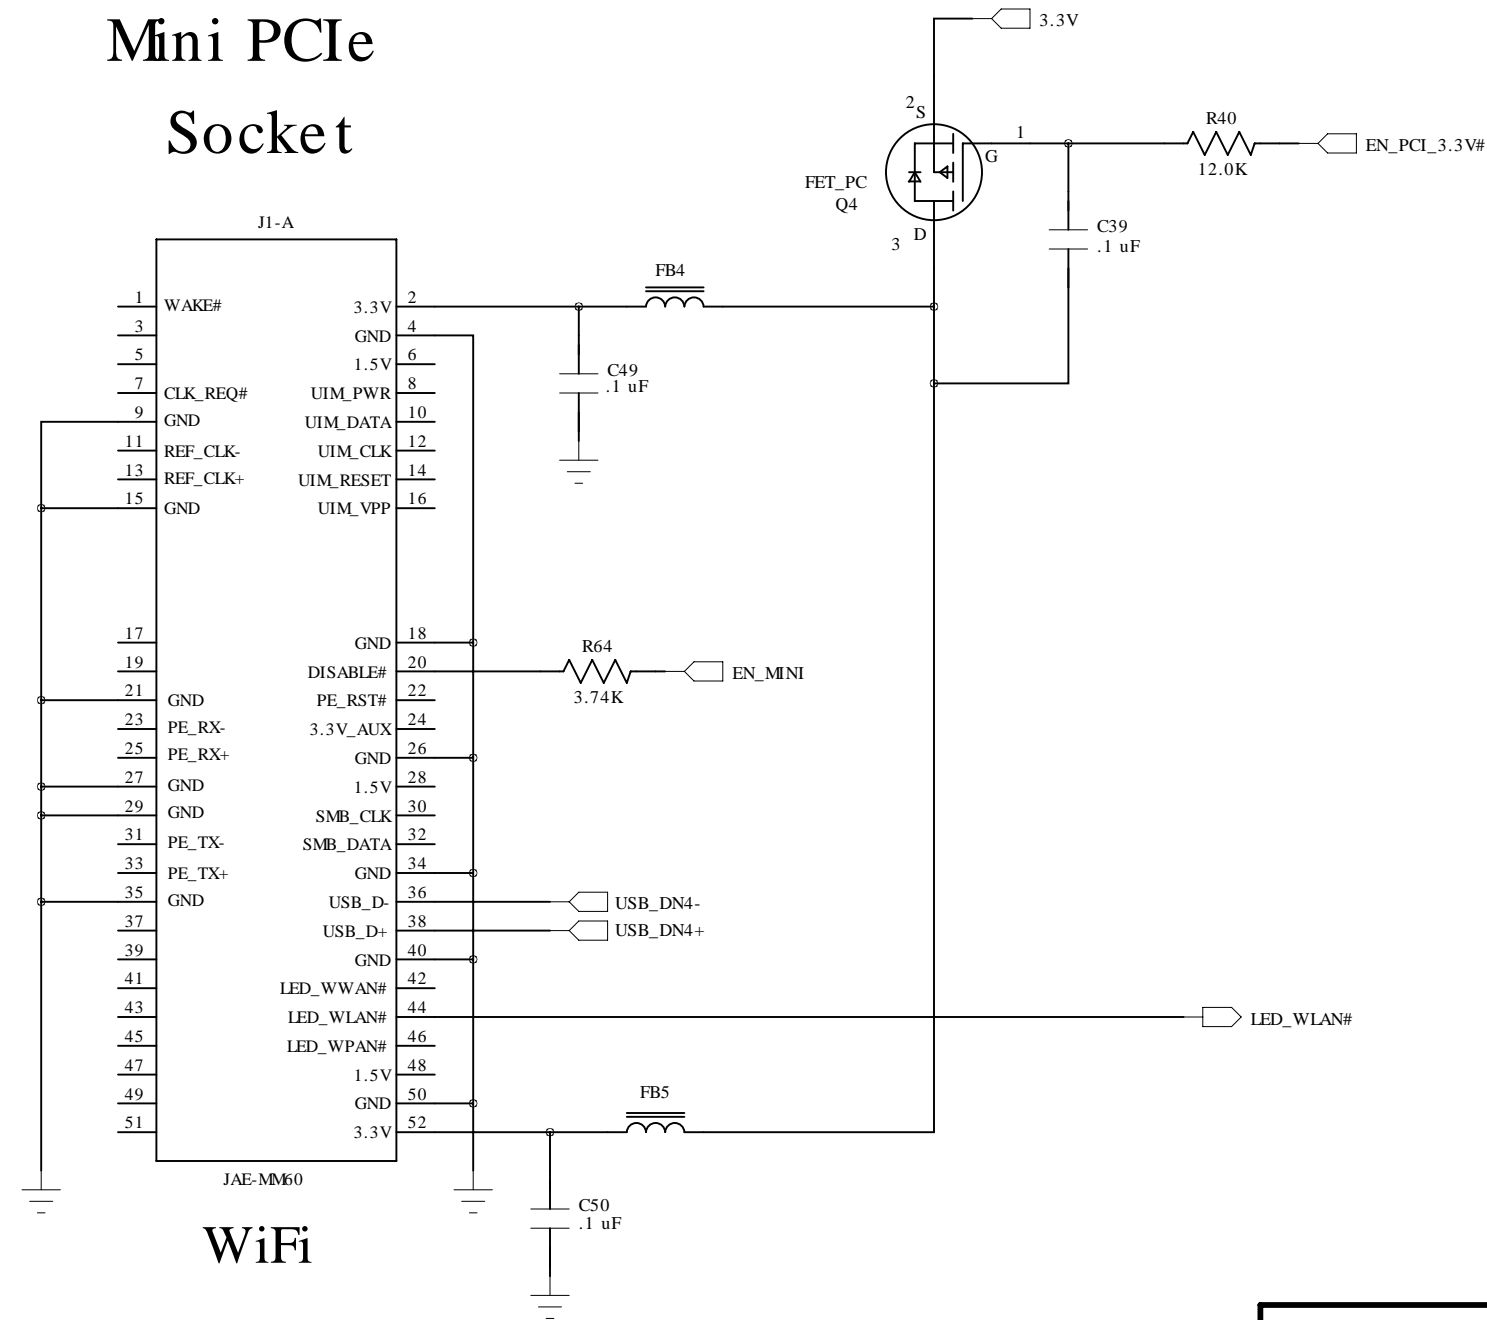 Mini PCIe
Socket
3.3V
2
S
1
G
R40
12.0K
EN_PCI_3.3V#
FET_PC
Q4
3
D
C39
.1 uF
J1-A
FB4
1 WAKE#
3.3V 2
3
GND 4
5
1.5V 6
7 CLK_REQ#
UIM_PWR 8
9 GND
UIM_DATA 10
11 REF_CLK-
UIM_CLK 12
13 REF_CLK+
UIM_RESET 14
15 GND
UIM_VPP 16
C49
.1 uF
17
GND 18
19
DISABLE# 20
R64
3.74K
EN_MINI
21 GND
PE_RST# 22
23 PE_RX-
3.3V_AUX 24
25 PE_RX+
GND 26
27 GND
1.5V 28
29 GND
SMB_CLK 30
31 PE_TX-
SMB_DATA 32
33 PE_TX+
GND 34
35 GND
USB_D- 36
USB_DN4-
37
USB_D+ 38
USB_DN4+
39
GND 40
41
LED_WWAN# 42
43
LED_WLAN# 44
LED_WLAN#
45
LED_WPAN# 46
47
1.5V 48
49
GND 50
51
3.3V 52
FB5
JAE-MM60
C50
.1 uF
WiFi